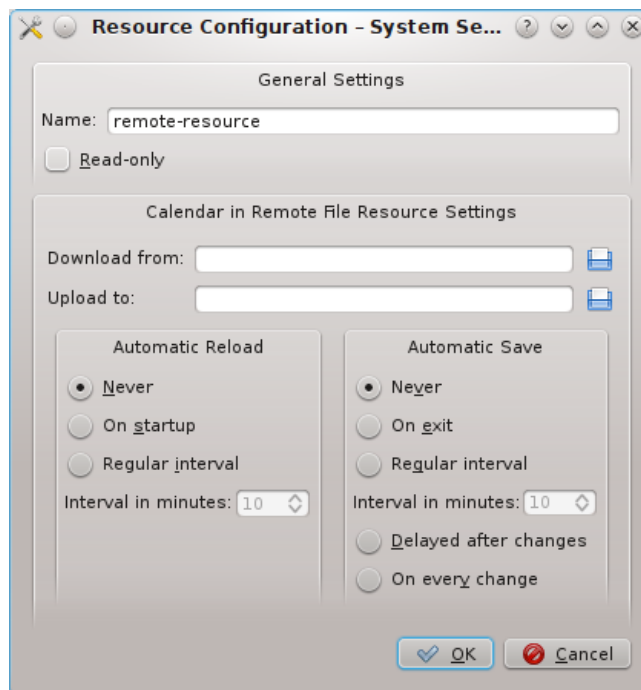 Resource Configuration – System Se...
General Settings
Name: remote-resource
Read-only
Calendar in Remote File Resource Settings
Download from:
Upload to:
Automatic Reload
Never
On startup
Regular interval
Interval in minutes: 10
Automatic Save
Never
On exit
Regular interval
Interval in minutes: 10
Delayed after changes
On every change
OK Cancel